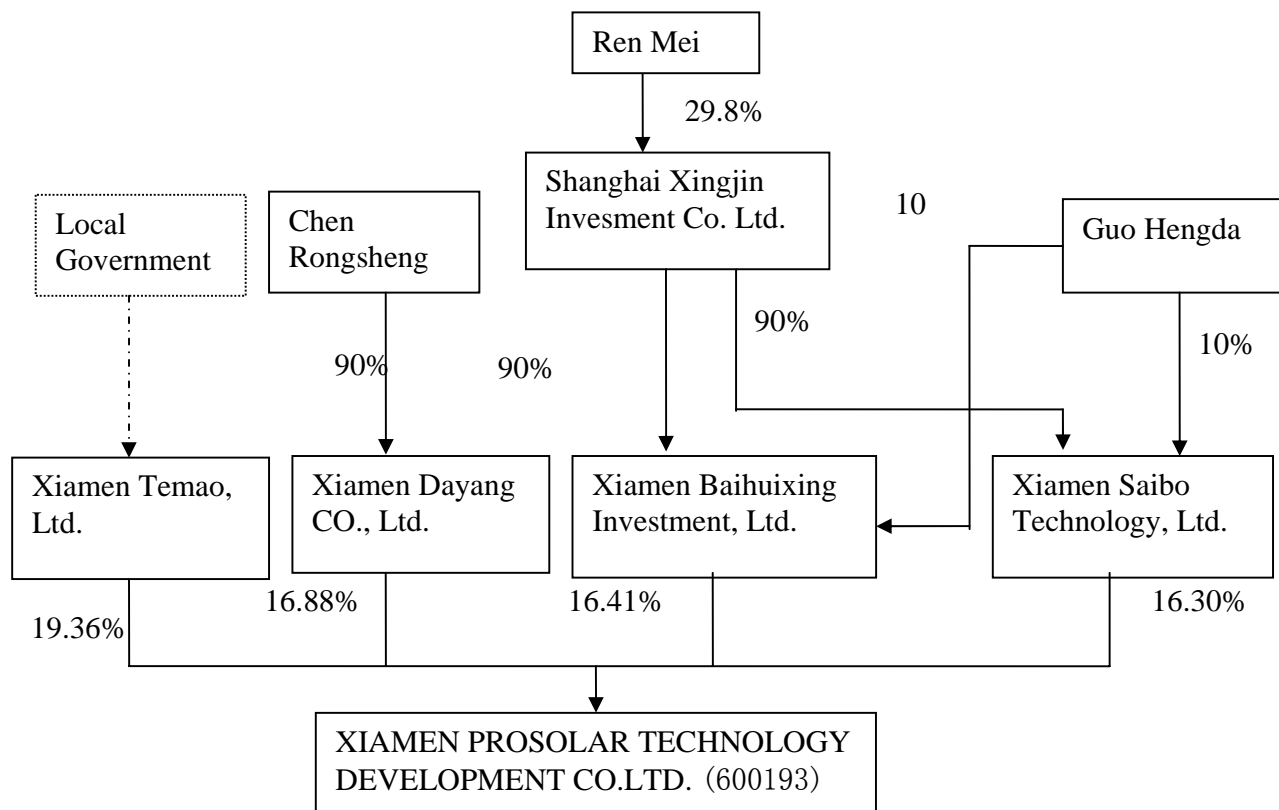 Ren Mei
29.8%
Shanghai Xingjin
Invesment Co. Ltd.
Local
Government
Chen
Rongsheng
10
Guo Hengda
90%
90%
90%
10%
Xiamen Temao,
Ltd.
Xiamen Dayang
CO., Ltd.
Xiamen Baihuixing
Investment, Ltd.
Xiamen Saibo
Technology, Ltd.
19.36%
16.88%
16.41%
16.30%
XIAMEN PROSOLAR TECHNOLOGY
DEVELOPMENT CO.LTD. (600193)